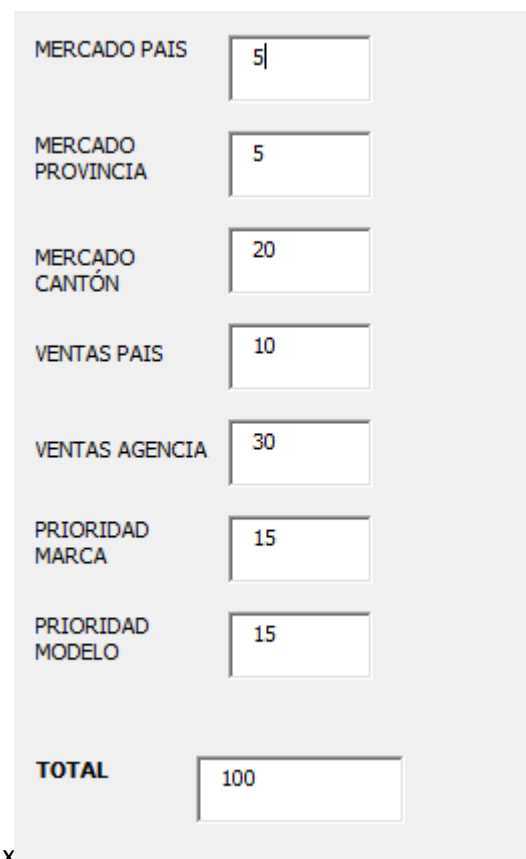 MERCADO PAIS 5
MERCADO
PROVINCIA 5
MERCADO
CANTÓN 20
VENTAS PAIS 10
VENTAS AGENCIA 30
PRIORIDAD
MARCA 15
PRIORIDAD
MODELO 15
TOTAL 100
x